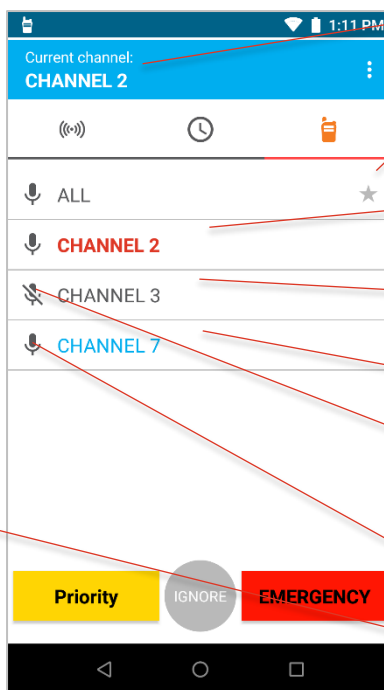 1:11 PM
Current channel:
CHANNEL 2
ALL
CHANNEL 2
CHANNEL 3
CHANNEL 7
Priority
IGNORE
EMERGENCY